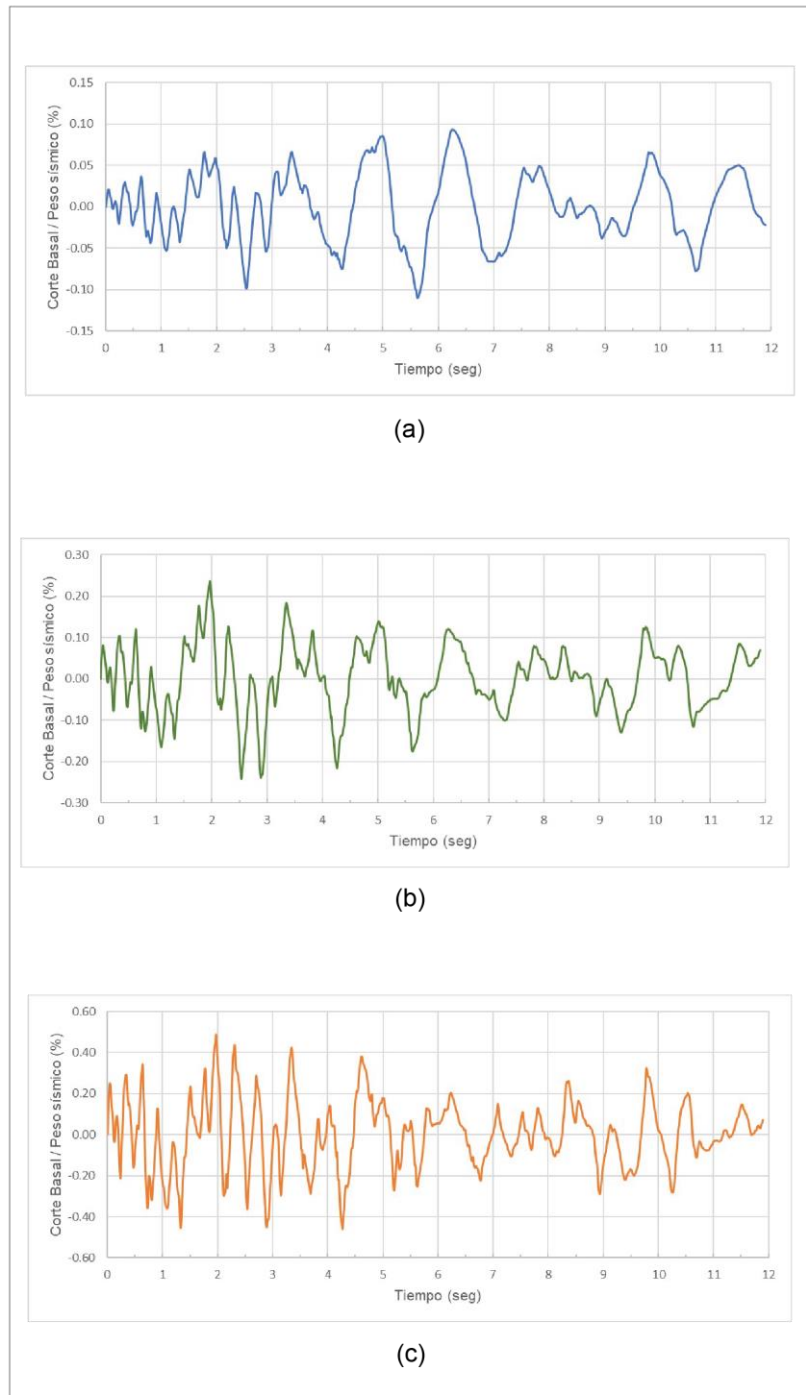 Corte Basal / Peso sísmico (%)
0.15
0.10
0.05
0.00
-0.05
-0.10
-0.15
0 1 2 3 4 5 6 7 8 9 10 11 12
Tiempo (seg)
(a)
Corte Basal / Peso sísmico (%)
0.30
0.20
0.10
0.00
-0.10
-0.20
-0.30
0 1 2 3 4 5 6 7 8 9 10 11 12
Tiempo (seg)
(b)
Corte Basal / Peso sísmico (%)
0.60
0.40
0.20
0.00
-0.20
-0.40
-0.60
0 1 2 3 4 5 6 7 8 9 10 11 12
Tiempo (seg)
(c)